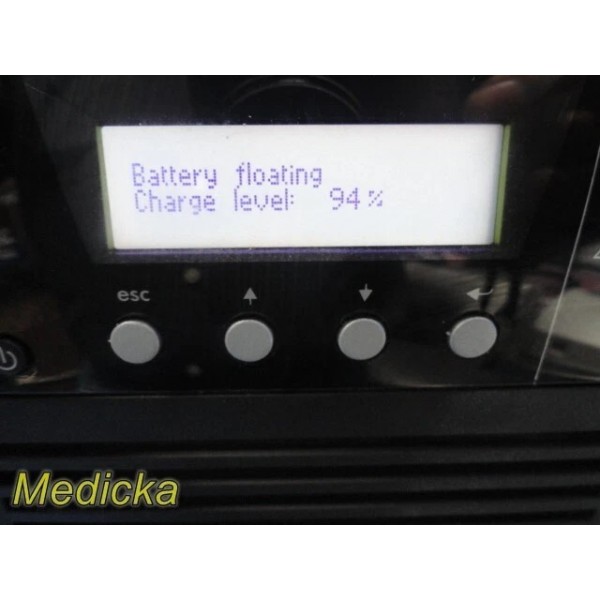 Battery floating
Charge level: 94%
esc
Medicka